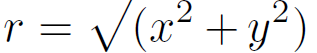 r = √(x² + y²)